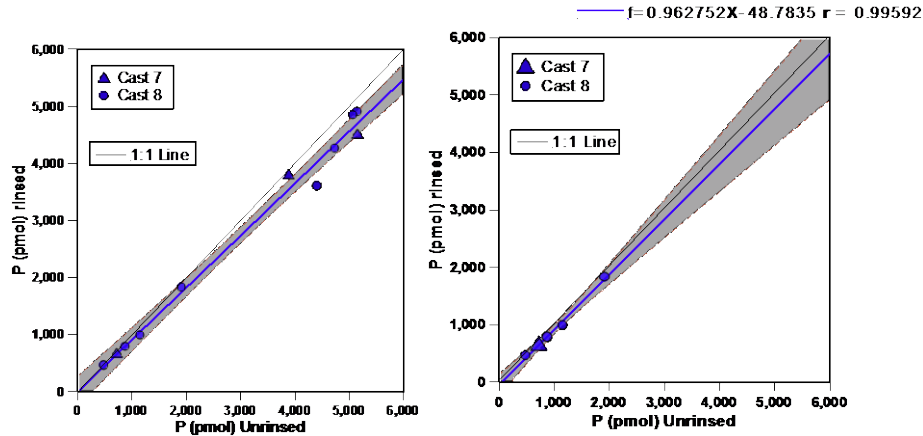 f=0.962752X-48.7835 r = 0.99592
6,000
5,000
4,000
3,000
2,000
1,000
0
P (pmol) rinsed
Cast 7
Cast 8
1:1 Line
0 1,000 2,000 3,000 4,000 5,000 6,000
P (pmol) Unrinsed
6,000
5,000
4,000
3,000
2,000
1,000
0
P (pmol) rinsed
Cast 7
Cast 8
1:1 Line
0 1,000 2,000 3,000 4,000 5,000 6,000
P (pmol) Unrinsed